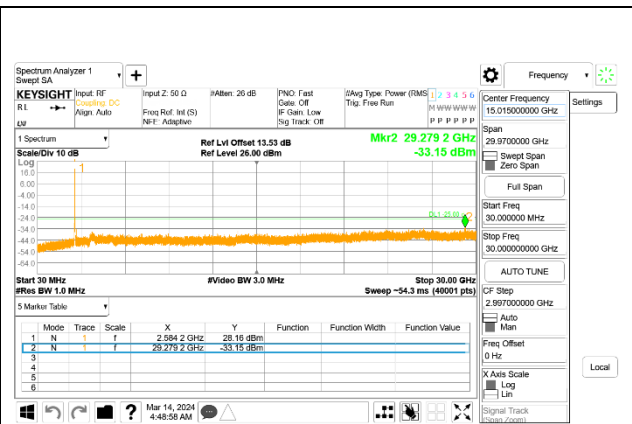 Spectrum Analyzer 1
Swept SA
Frequency
KEYSIGHT
Input: RF
Coupling: DC
Align: Auto
Input Z: 50 Ω
Freq Ref: Int (S)
NFE: Adaptive
#Atten: 26 dB
PNO: Fast
Gate: Off
IF Gain: Low
Sig Track: Off
#Avg Type: Power (RMS
Trig: Free Run
1 2 3 4 5 6
M W W W W W
P P P P P P
RL
1 Spectrum
Scale/Div 10 dB
Ref Lvl Offset 13.53 dB
Ref Level 26.00 dBm
Mkr2 29.279 2 GHz
-33.15 dBm
Log
16.0
6.00
-4.00
-14.0
-24.0
-34.0
-44.0
-54.0
-64.0
1
2
Start 30 MHz
#Res BW 1.0 MHz
#Video BW 3.0 MHz
Stop 30.00 GHz
Sweep ~54.3 ms (40001 pts)
5 Marker Table
Mode Trace Scale X Y Function Function Width Function Value
1 N 1 f 2.584 2 GHz 28.16 dBm
2 N 1 f 29.279 2 GHz -33.15 dBm
3
4
5
6
Mar 14, 2024
4:48:58 AM
Center Frequency
15.015000000 GHz
Settings
Span
29.9700000 GHz
Swept Span
Zero Span
Full Span
Start Freq
30.000000 MHz
Stop Freq
30.000000000 GHz
AUTO TUNE
CF Step
2.997000000 GHz
Auto
Man
Freq Offset
0 Hz
X Axis Scale
Log
Lin
Local
Signal Track
(Span Zoom)